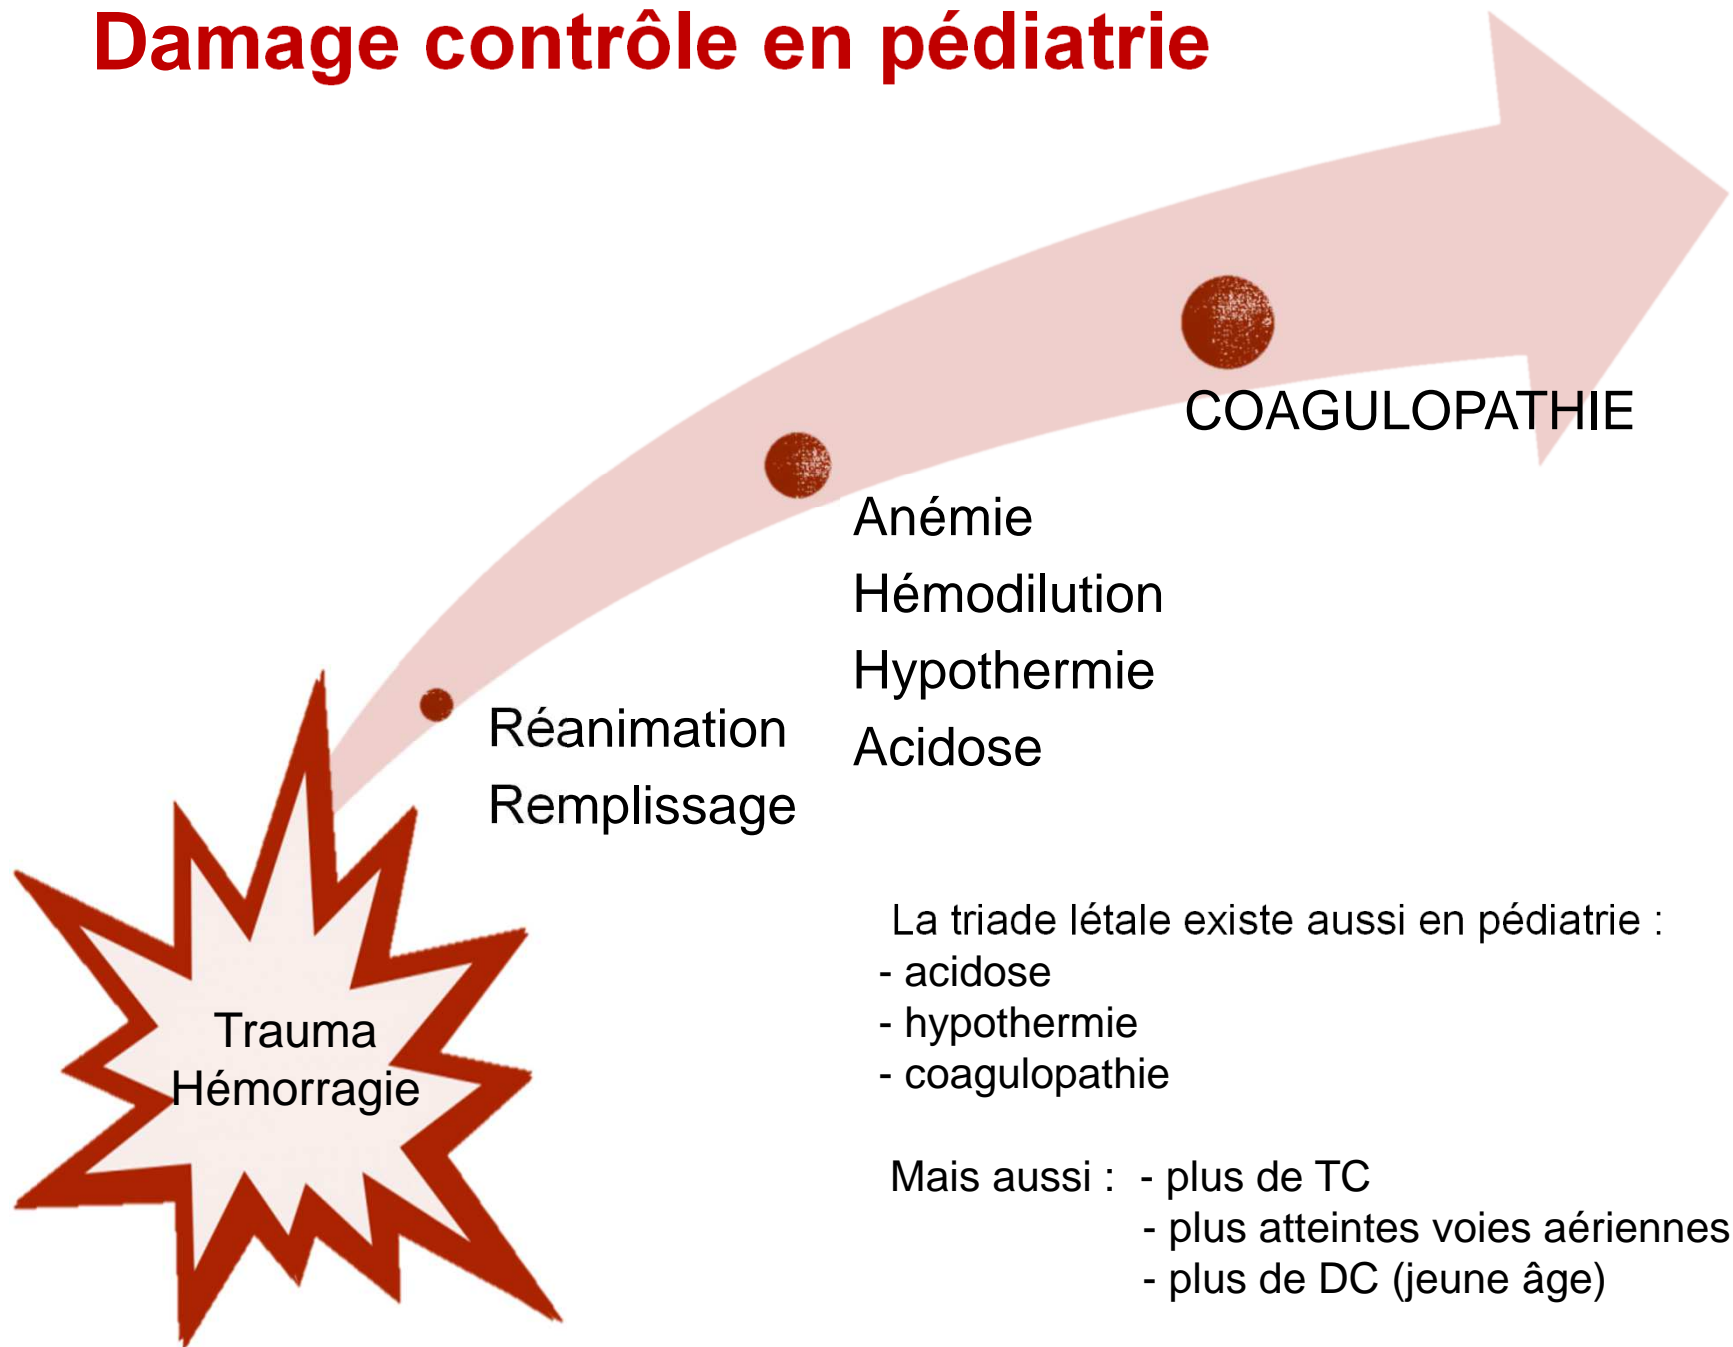 Damage contrôle en pédiatrie
COAGULOPATHIE
Anémie
Hémodilution
Hypothermie
Acidose
Réanimation
Remplissage
Trauma
Hémorragie
La triade létale existe aussi en pédiatrie :
- acidose
- hypothermie
- coagulopathie
Mais aussi : - plus de TC
- plus atteintes voies aériennes
- plus de DC (jeune âge)